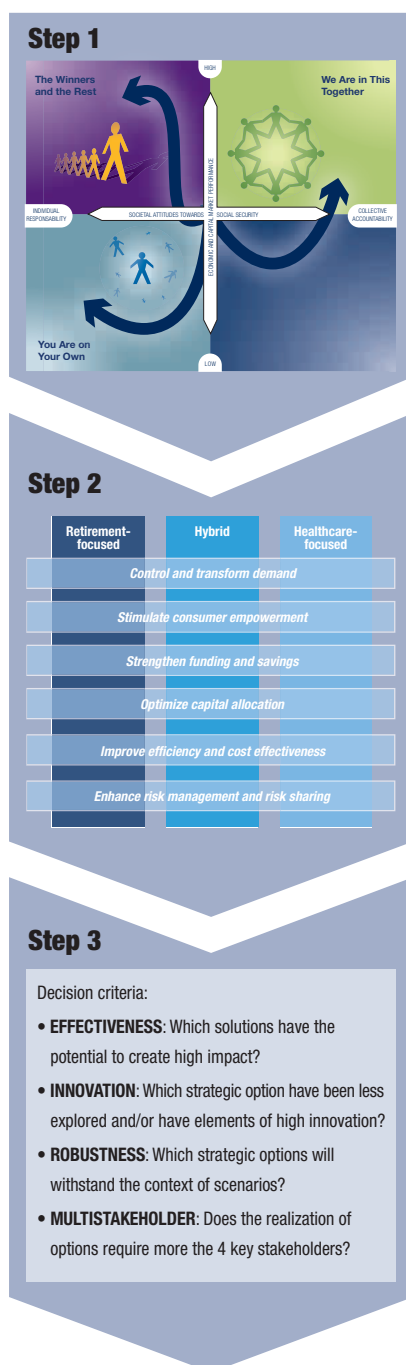 Step 1
The Winners
and the Rest
HIGH
We Are in This
Together
INDIVIDUAL
RESPONSABILITY
SOCIETAL ATTITUDES TOWARDS SOCIAL SECURITY
ECONOMIC AND CAPITAL MARKET PERFORMANCE
COLLECTIVE
ACCOUNTABILITY
You Are on
Your Own
LOW
Step 2
Retirement-
focused
Hybrid
Healthcare-
focused
Control and transform demand
Stimulate consumer empowerment
Strengthen funding and savings
Optimize capital allocation
Improve efficiency and cost effectiveness
Enhance risk management and risk sharing
Step 3
Decision criteria:
• EFFECTIVENESS: Which solutions have the
potential to create high impact?
• INNOVATION: Which strategic option have been less
explored and/or have elements of high innovation?
• ROBUSTNESS: Which strategic options will
withstand the context of scenarios?
• MULTISTAKEHOLDER: Does the realization of
options require more the 4 key stakeholders?